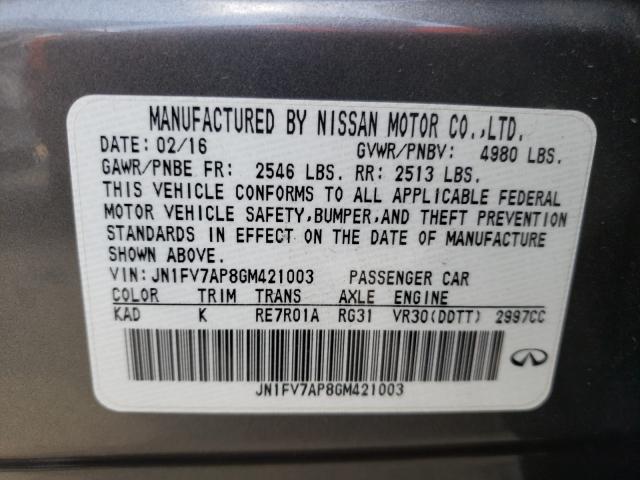 MANUFACTURED BY NISSAN MOTOR CO.,LTD.
DATE: 02/16 GVWR/PNBV: 4980 LBS.
GAWR/PNBE FR: 2546 LBS. RR: 2513 LBS.
THIS VEHICLE CONFORMS TO ALL APPLICABLE FEDERAL
MOTOR VEHICLE SAFETY,BUMPER,AND THEFT PREVENTION
STANDARDS IN EFFECT ON THE DATE OF MANUFACTURE
SHOWN ABOVE.
VIN: JN1FV7AP8GM421003 PASSENGER CAR
COLOR TRIM TRANS AXLE ENGINE
KAD K RE7R01A RG31 VR30(DDTT) 2997CC
JN1FV7AP8GM421003